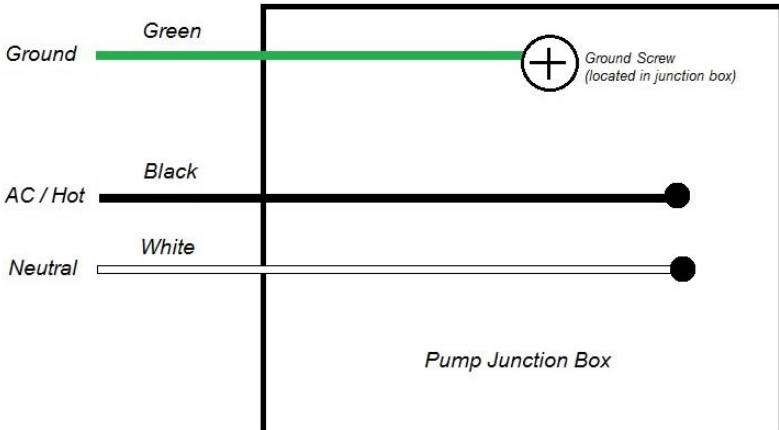 Green
Ground
Ground Screw
(located in junction box)
Black
AC / Hot
White
Neutral
Pump Junction Box